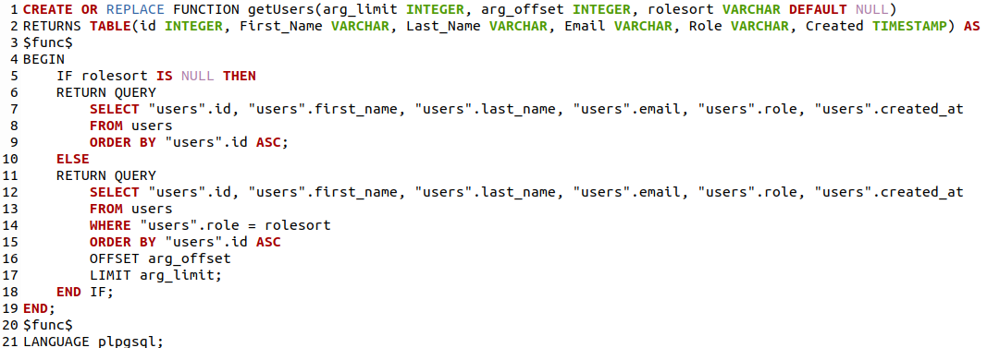 1 CREATE OR REPLACE FUNCTION getUsers(arg_limit INTEGER, arg_offset INTEGER, rolesort VARCHAR DEFAULT NULL)
2 RETURNS TABLE(id INTEGER, First_Name VARCHAR, Last_Name VARCHAR, Email VARCHAR, Role VARCHAR, Created TIMESTAMP) AS
3 $func$
4 BEGIN
5     IF rolesort IS NULL THEN
6     RETURN QUERY
7         SELECT "users".id, "users".first_name, "users".last_name, "users".email, "users".role, "users".created_at
8         FROM users
9         ORDER BY "users".id ASC;
10     ELSE
11     RETURN QUERY
12         SELECT "users".id, "users".first_name, "users".last_name, "users".email, "users".role, "users".created_at
13         FROM users
14         WHERE "users".role = rolesort
15         ORDER BY "users".id ASC
16         OFFSET arg_offset
17         LIMIT arg_limit;
18     END IF;
19 END;
20 $func$
21 LANGUAGE plpgsql;